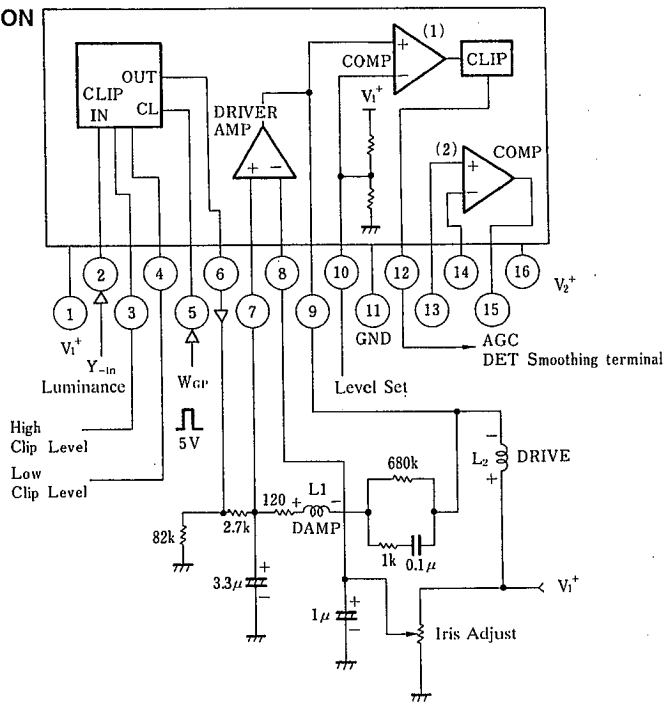 ON
(1)
COMP
CLIP
OUT
CLIP
IN
CL
DRIVER
AMP
V₁⁺
(2)
COMP
+
−
+
−
+
−
1
2
3
4
5
6
7
8
9
10
11
12
13
14
15
16
V₁⁺
Y-in
Luminance
WGP
5V
GND
V₂⁺
AGC
DET Smoothing terminal
Level Set
High
Clip Level
Low
Clip Level
680k
L₂
DRIVE
−
+
82k
2.7k
120
+
L1
−
DAMP
1k
0.1μ
3.3μ
+
−
1μ
+
−
V₁⁺
Iris Adjust